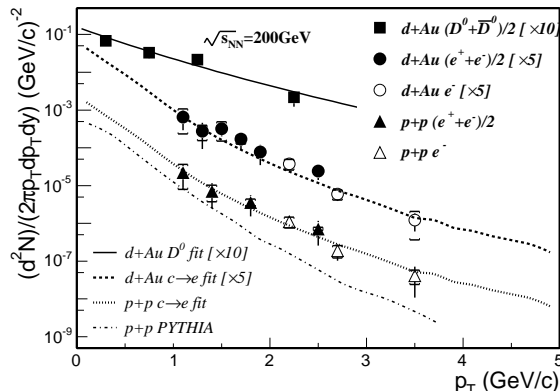 (d²N)/(2πp_T dp_T dy) (GeV/c)⁻²
10⁻¹
10⁻³
10⁻⁵
10⁻⁷
10⁻⁹
√s_NN = 200GeV
d+Au (D⁰+D̅⁰)/2 [×10]
d+Au (e⁺+e⁻)/2 [×5]
d+Au e⁻ [×5]
p+p (e⁺+e⁻)/2
p+p e⁻
d+Au D⁰ fit [×10]
d+Au c→e fit [×5]
p+p c→e fit
p+p PYTHIA
0 1 2 3 4 5
p_T (GeV/c)